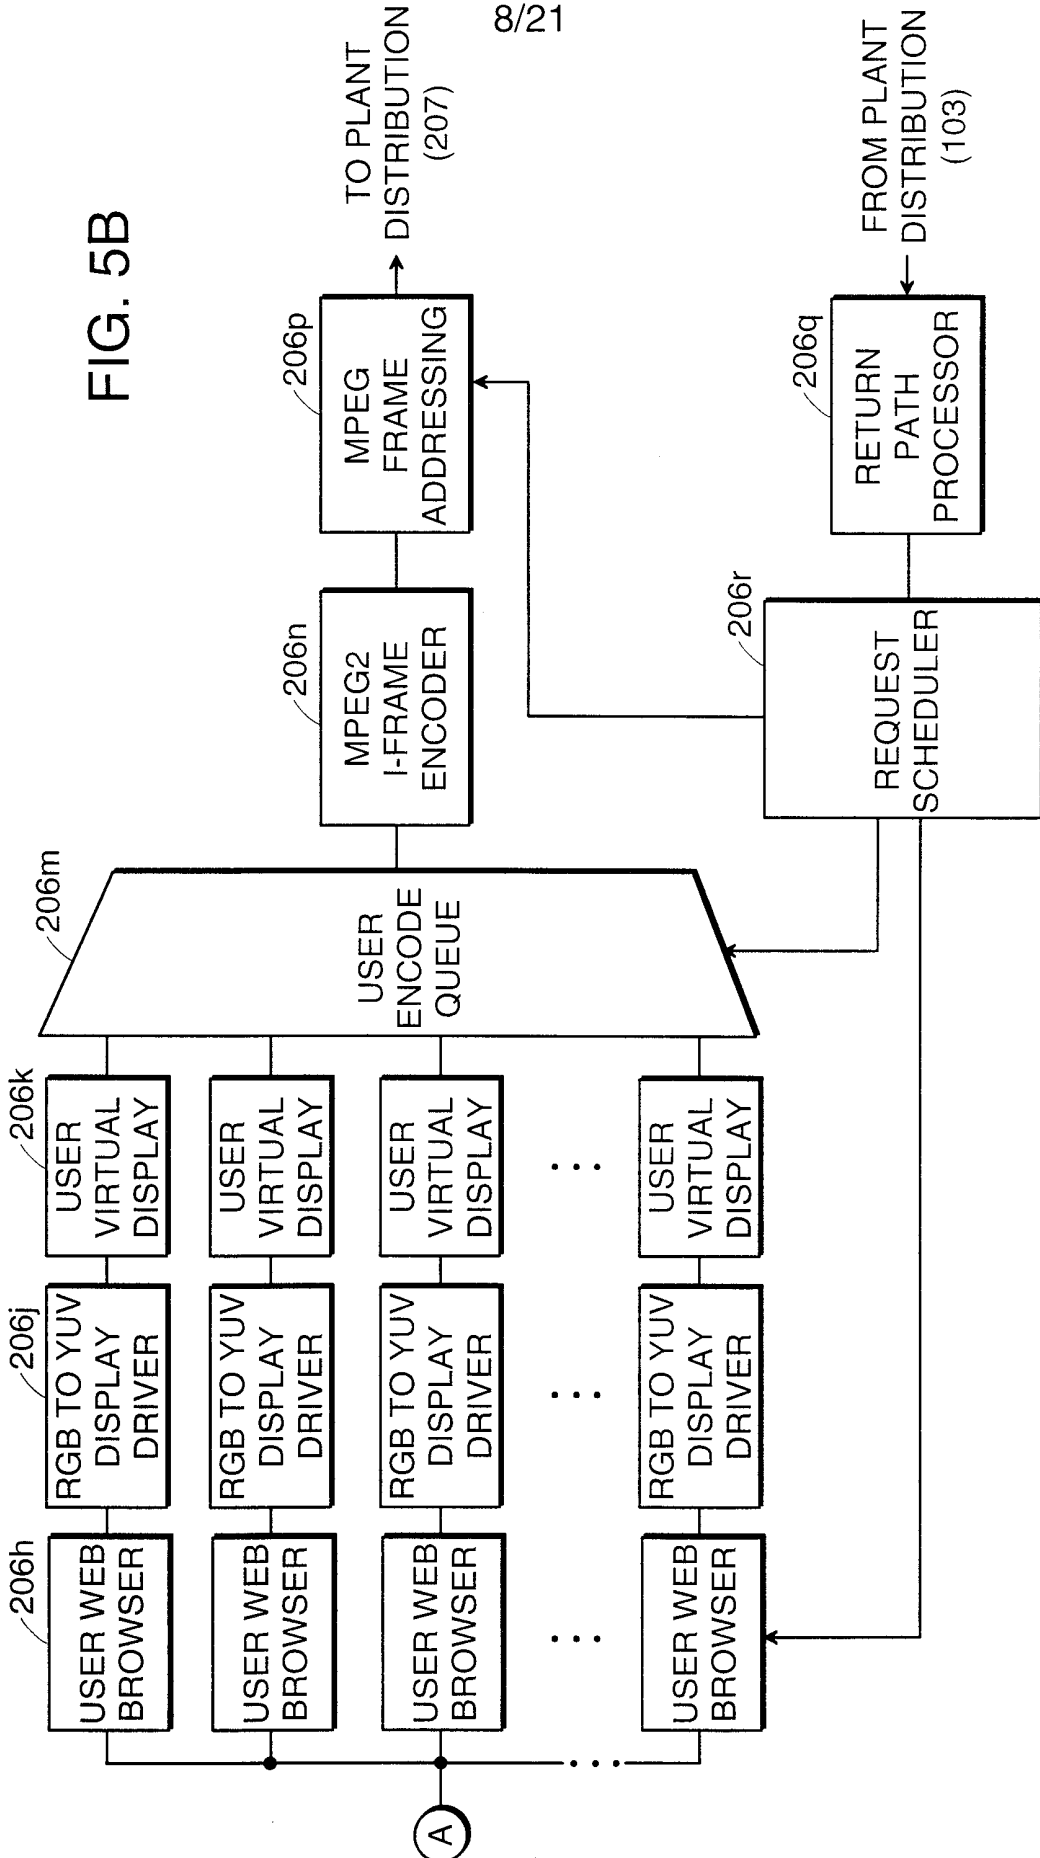 8/21
FIG. 5B
206h
USER WEB
BROWSER
206j
RGB TO YUV
DISPLAY
DRIVER
206k
USER
VIRTUAL
DISPLAY
USER WEB
BROWSER
RGB TO YUV
DISPLAY
DRIVER
USER
VIRTUAL
DISPLAY
USER WEB
BROWSER
RGB TO YUV
DISPLAY
DRIVER
USER
VIRTUAL
DISPLAY
...
...
...
...
USER WEB
BROWSER
RGB TO YUV
DISPLAY
DRIVER
USER
VIRTUAL
DISPLAY
A
206m
USER
ENCODE
QUEUE
206n
MPEG2
I-FRAME
ENCODER
206p
MPEG
FRAME
ADDRESSING
TO PLANT
DISTRIBUTION
(207)
206r
REQUEST
SCHEDULER
206q
RETURN
PATH
PROCESSOR
FROM PLANT
DISTRIBUTION
(103)